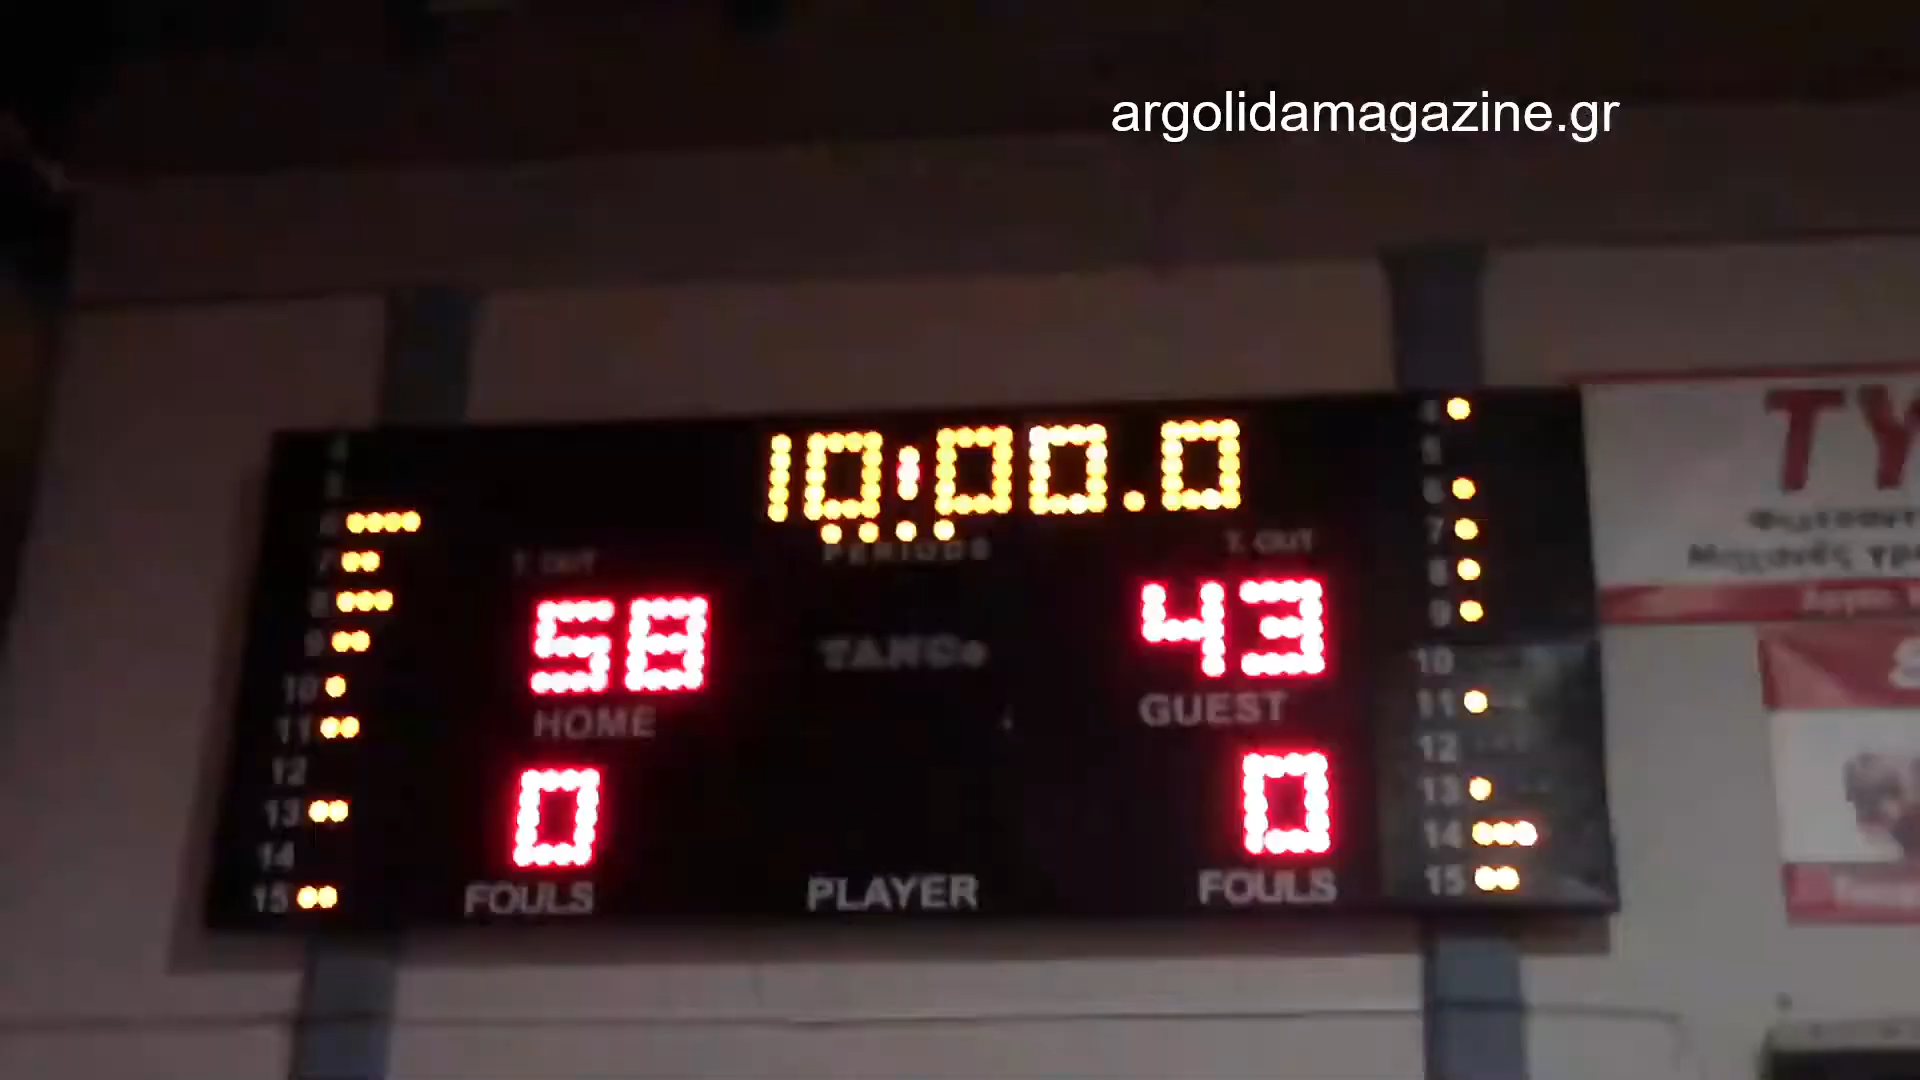 argolidamagazine.gr
10:00.0
PERIODS
T. OUT
T. OUT
58
43
TANGo
HOME
GUEST
0
0
FOULS
PLAYER
FOULS
6
7
8
9
10
11
12
13
14
15
4
5
6
7
8
9
10
11
12
13
14
15
TY